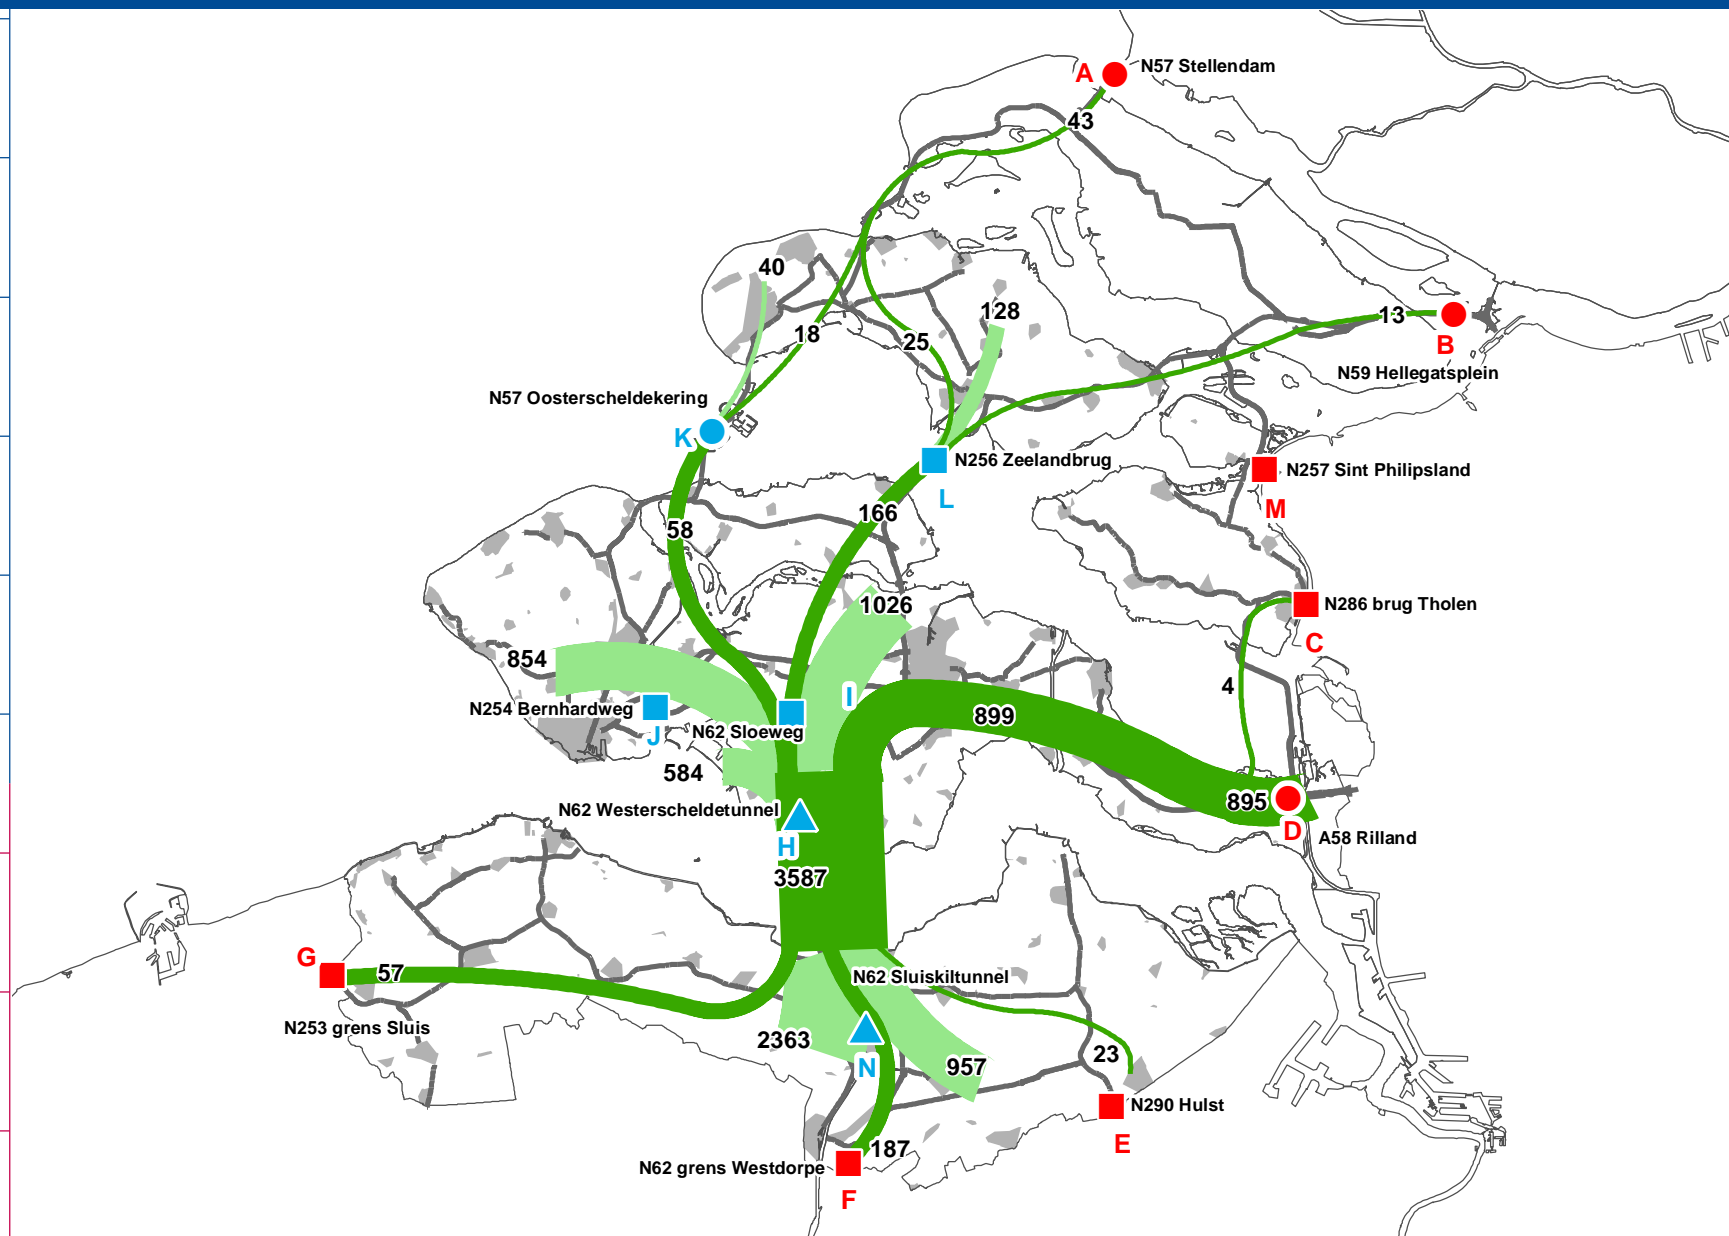 A
N57 Stellendam
43
40
128
13
18
25
B
N59 Hellegatsplein
N57 Oosterscheldekering
K
N256 Zeelandbrug
N257 Sint Philipsland
L
M
166
58
1026
N286 brug Tholen
C
854
4
I
N254 Bernhardweg
899
J
N62 Sloeweg
584
895
N62 Westerscheldetunnel
D
A58 Rilland
H
3587
G
57
N62 Sluiskiltunnel
N253 grens Sluis
2363
23
N
957
N290 Hulst
E
187
N62 grens Westdorpe
F